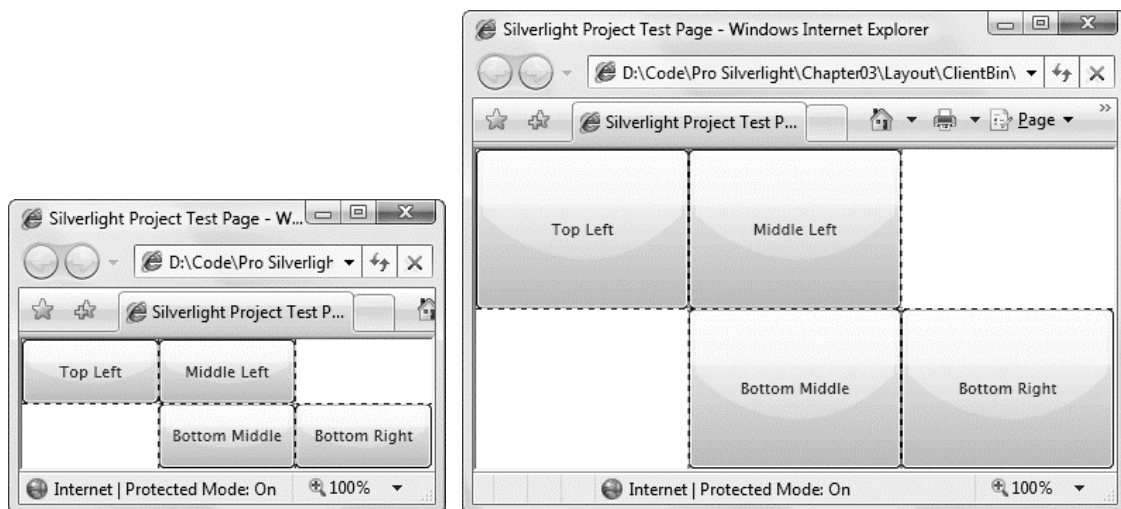 Silverlight Project Test Page - W...
D:\Code\Pro Silverligh
Silverlight Project Test P...
Top Left
Middle Left
Bottom Middle
Bottom Right
Internet | Protected Mode: On
100%
Silverlight Project Test Page - Windows Internet Explorer
D:\Code\Pro Silverlight\Chapter03\Layout\ClientBin\
Silverlight Project Test P...
Page
Top Left
Middle Left
Bottom Middle
Bottom Right
Internet | Protected Mode: On
100%